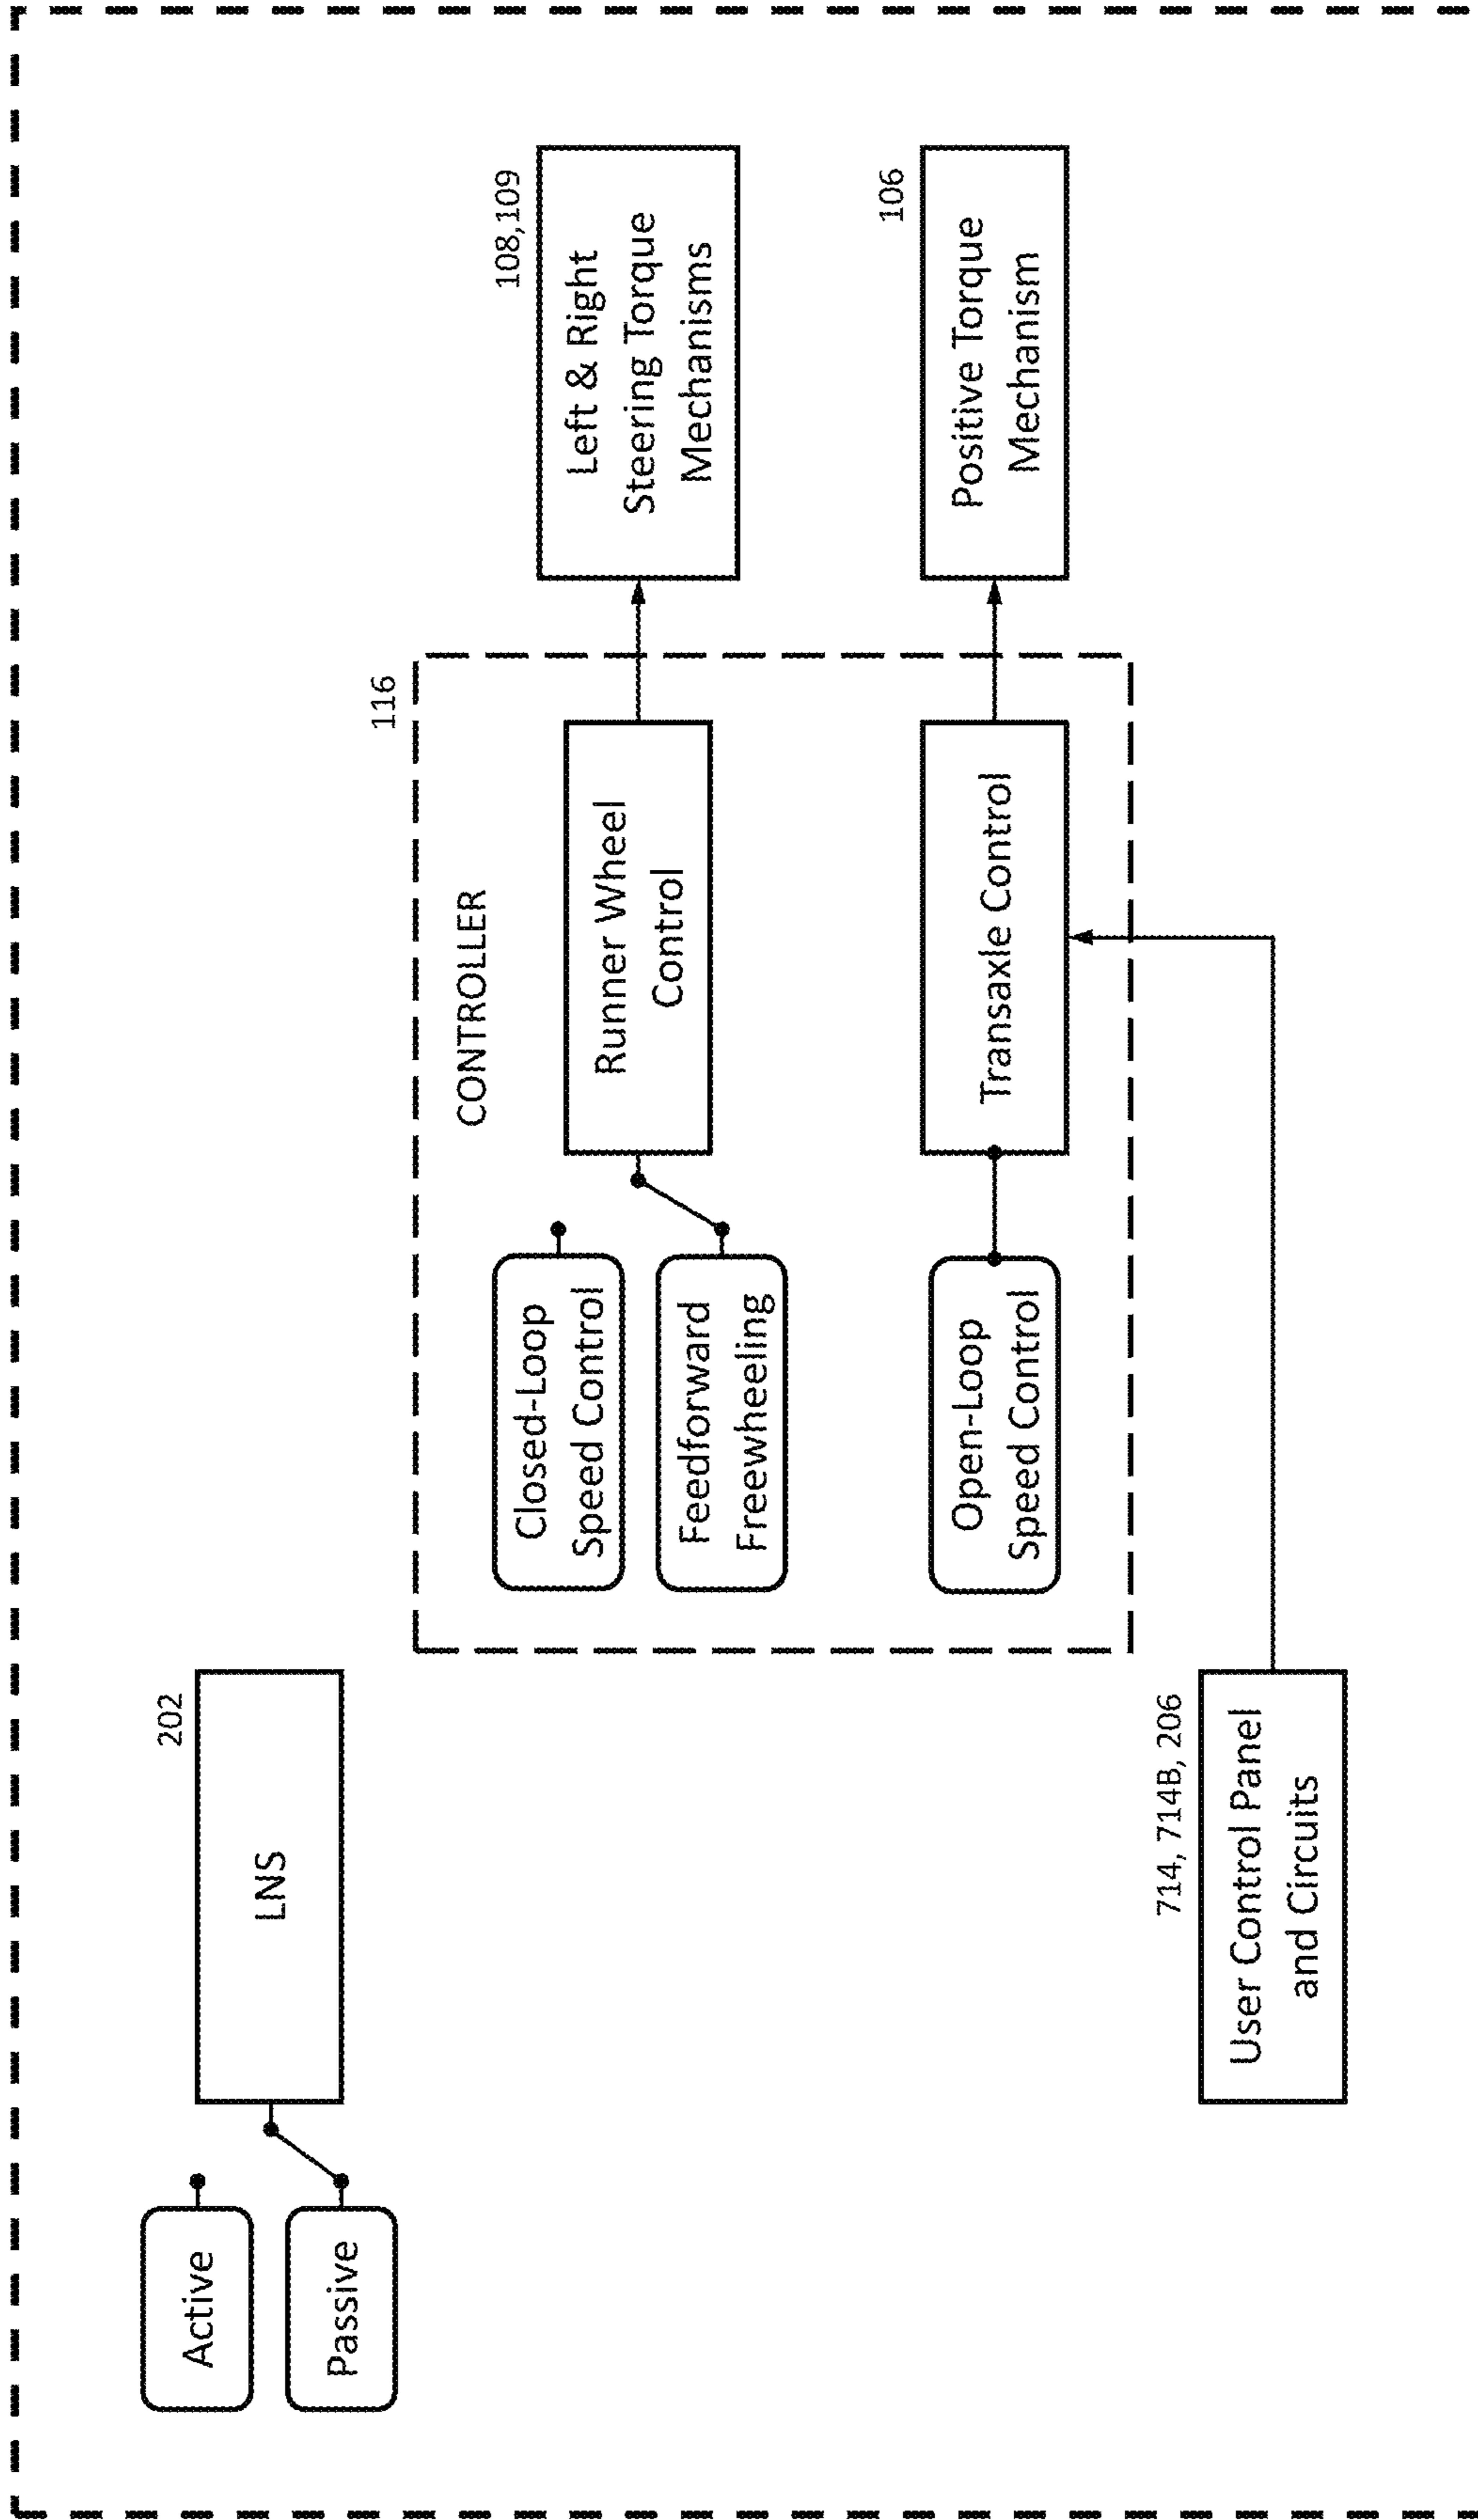 202
LNS
Active
Passive
116
CONTROLLER
Closed-Loop
Speed Control
Feedforward
Freewheeling
Runner Wheel
Control
108,109
Left & Right
Steering Torque
Mechanisms
Open-Loop
Speed Control
Transaxle Control
106
Positive Torque
Mechanism
714, 714B, 206
User Control Panel
and Circuits